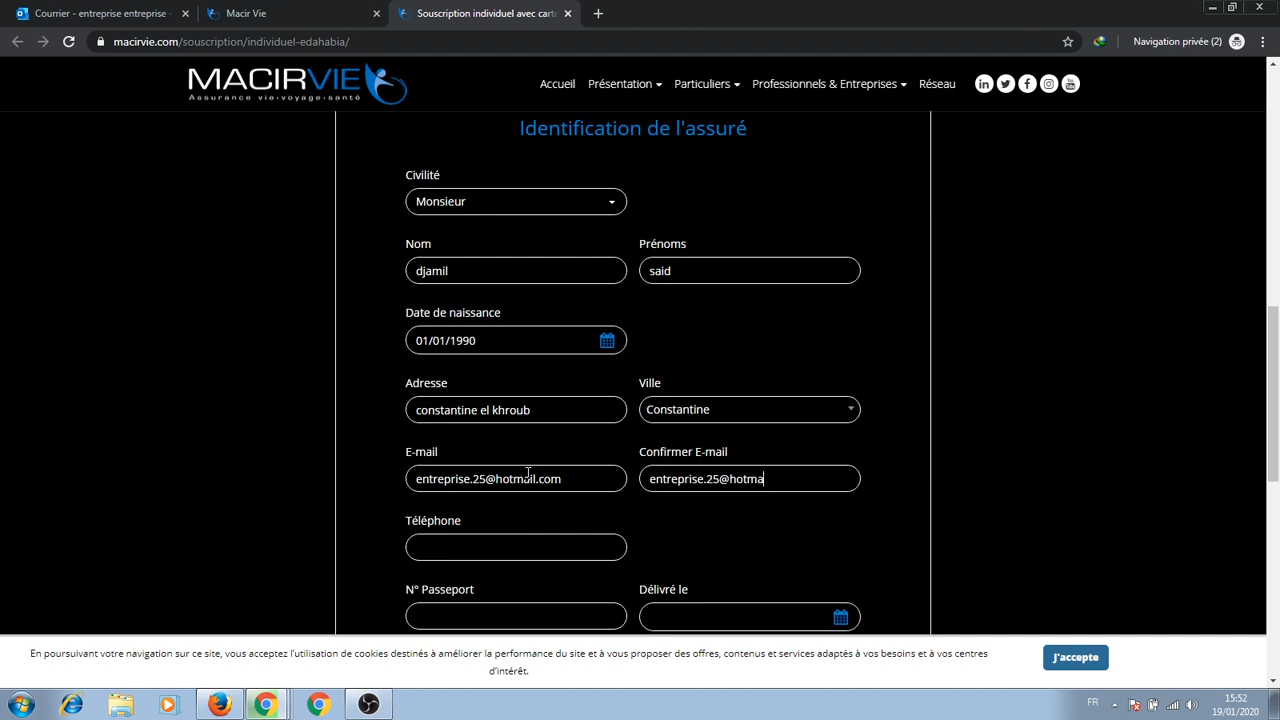 Courrier - entreprise entreprise -
Macir Vie
Souscription individuel avec carte
macirvie.com/souscription/individuel-edahabia/
Navigation privée (2)
MACIRVIE
Assurance vie·voyage·santé
Accueil Présentation Particuliers Professionnels & Entreprises Réseau
Identification de l'assuré
Civilité
Monsieur
Nom Prénoms
djamil said
Date de naissance
01/01/1990
Adresse Ville
constantine el khroub Constantine
E-mail Confirmer E-mail
entreprise.25@hotmail.com entreprise.25@hotma
Téléphone
N° Passeport Délivré le
En poursuivant votre navigation sur ce site, vous acceptez l'utilisation de cookies destinés à améliorer la performance du site et à vous proposer des offres, contenus et services adaptés à vos besoins et à vos centres
d'intérêt.
J'accepte
FR
15:52
19/01/2020